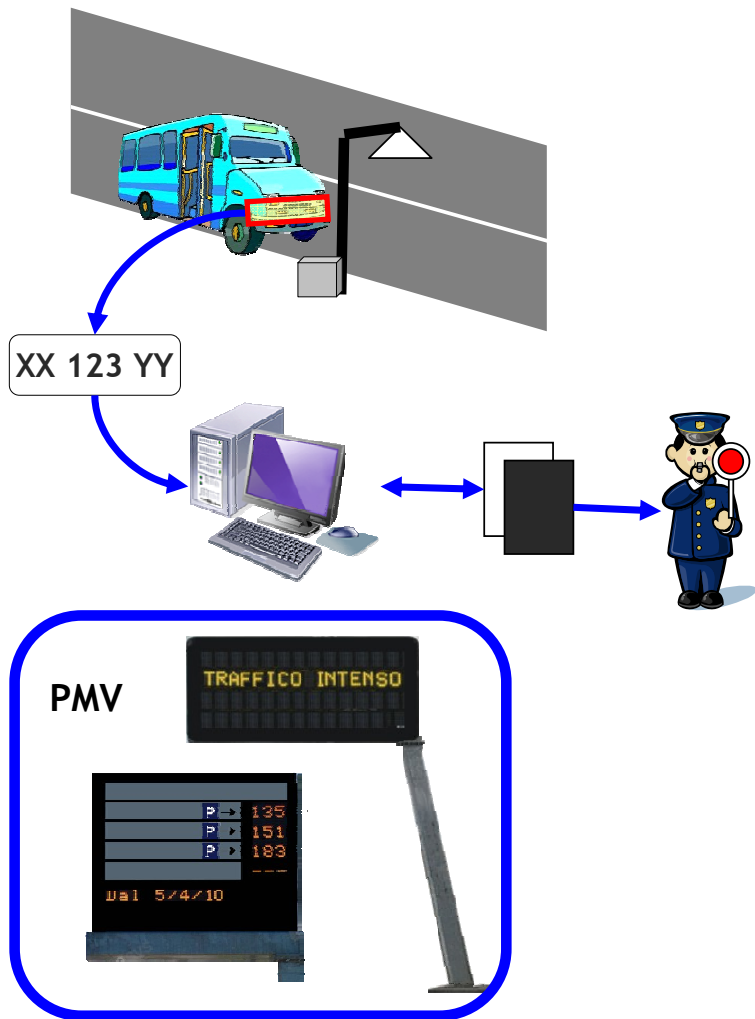 XX 123 YY
PMV
TRAFFICO INTENSO
P → 135
P 151
P 183
---
Dal 5/4/10